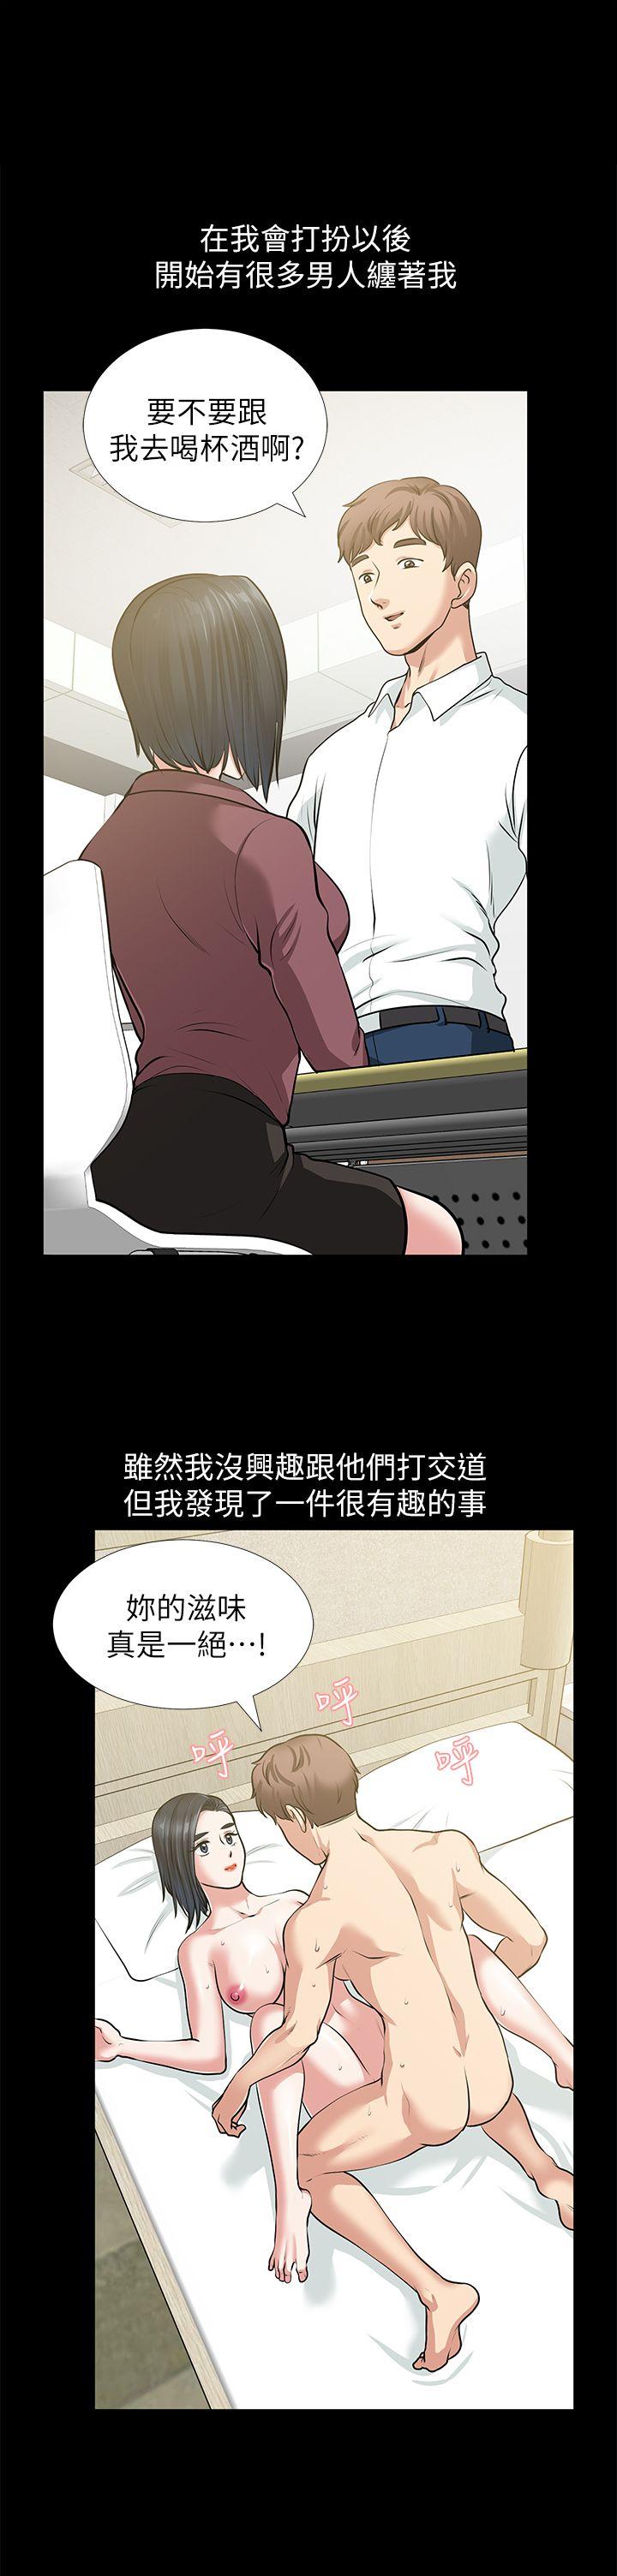 在我會打扮以後
開始有很多男人纏著我
要不要跟
我去喝杯酒啊?
雖然我沒興趣跟他們打交道
但我發現了一件很有趣的事
妳的滋味
真是一絕…!
呼
呼
呼